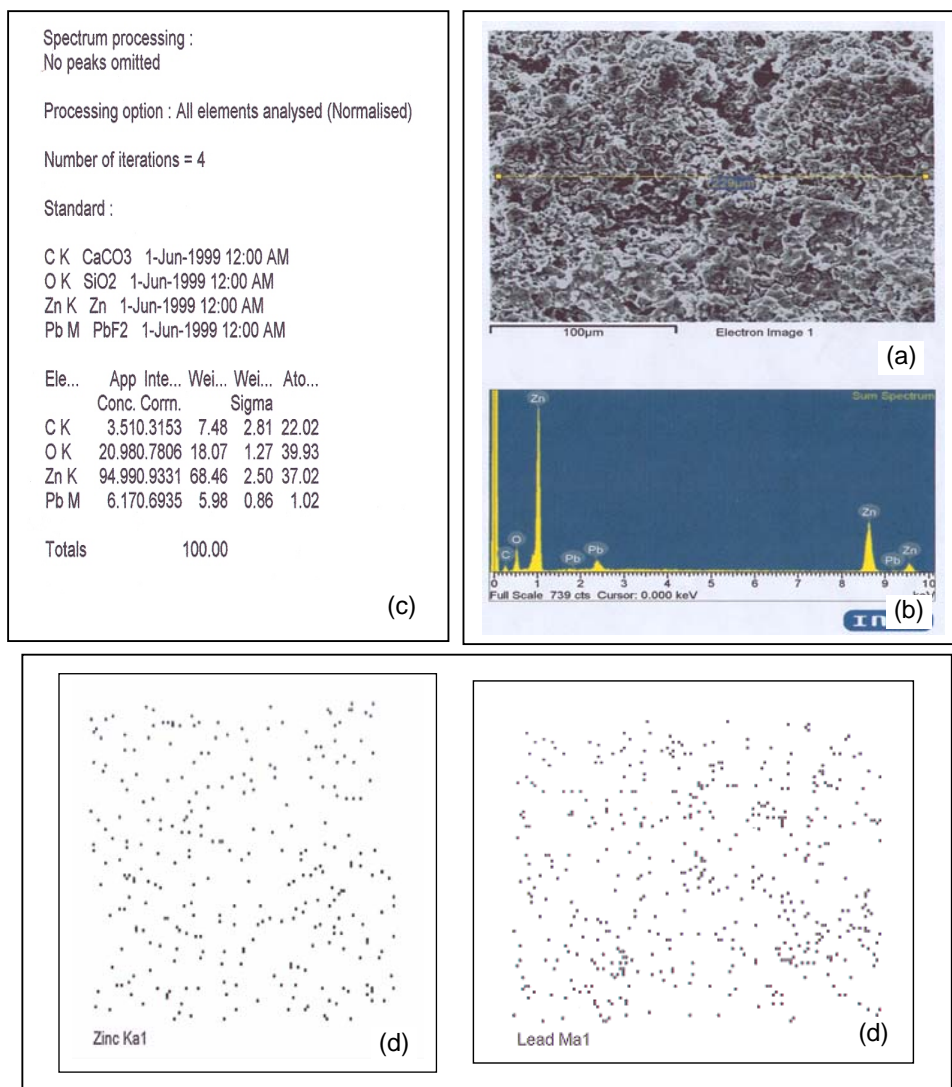 Spectrum processing :
No peaks omitted
Processing option : All elements analysed (Normalised)
Number of iterations = 4
Standard :
C K CaCO3 1-Jun-1999 12:00 AM
O K SiO2 1-Jun-1999 12:00 AM
Zn K Zn 1-Jun-1999 12:00 AM
Pb M PbF2 1-Jun-1999 12:00 AM
Ele... App Inte... Wei... Wei... Ato...
Conc. Corrn. Sigma
C K 3.510.3153 7.48 2.81 22.02
O K 20.980.7806 18.07 1.27 39.93
Zn K 94.990.9331 68.46 2.50 37.02
Pb M 6.170.6935 5.98 0.86 1.02
Totals 100.00
(c)
100µm Electron Image 1
(a)
Sum Spectrum
Zn
Zn
O
C
Pb
Pb
Pb
Zn
0 1 2 3 4 5 6 7 8 9 10
Full Scale 739 cts Cursor: 0.000 keV
keV
(b)
Zinc Ka1
(d)
Lead Ma1
(d)